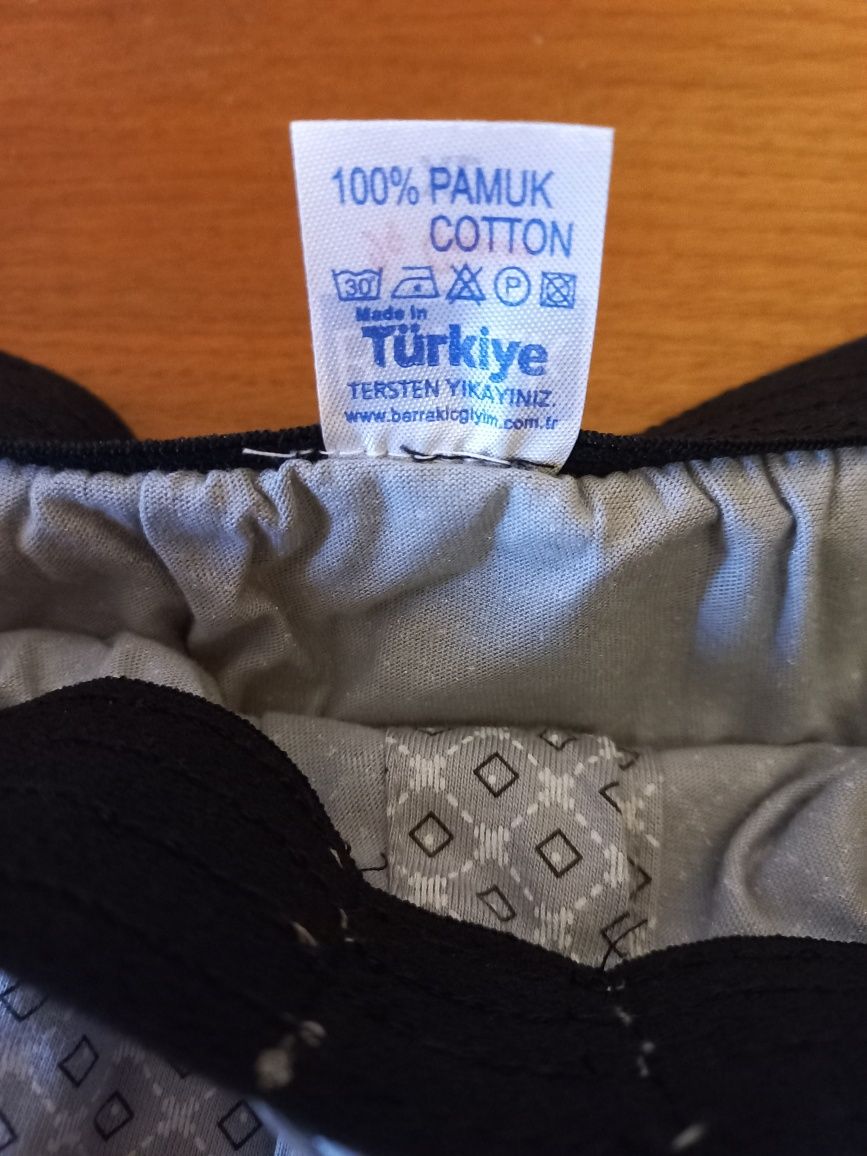 100% PAMUK
COTTON
30° P
Made in
Türkiye
TERSTEN YIKAYINIZ.
www.berrakicgiyim.com.tr